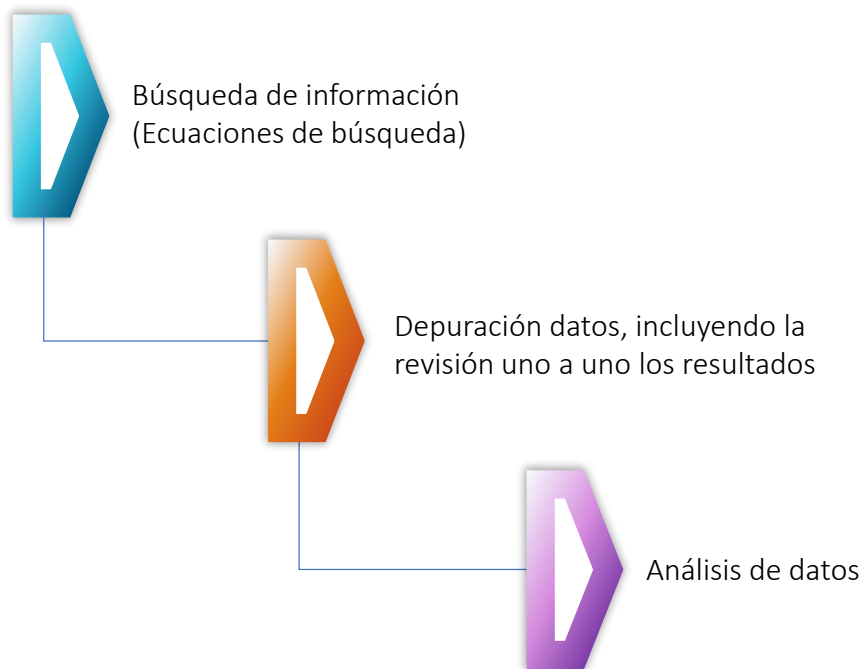 Búsqueda de información
(Ecuaciones de búsqueda)
Depuración datos, incluyendo la
revisión uno a uno los resultados
Análisis de datos